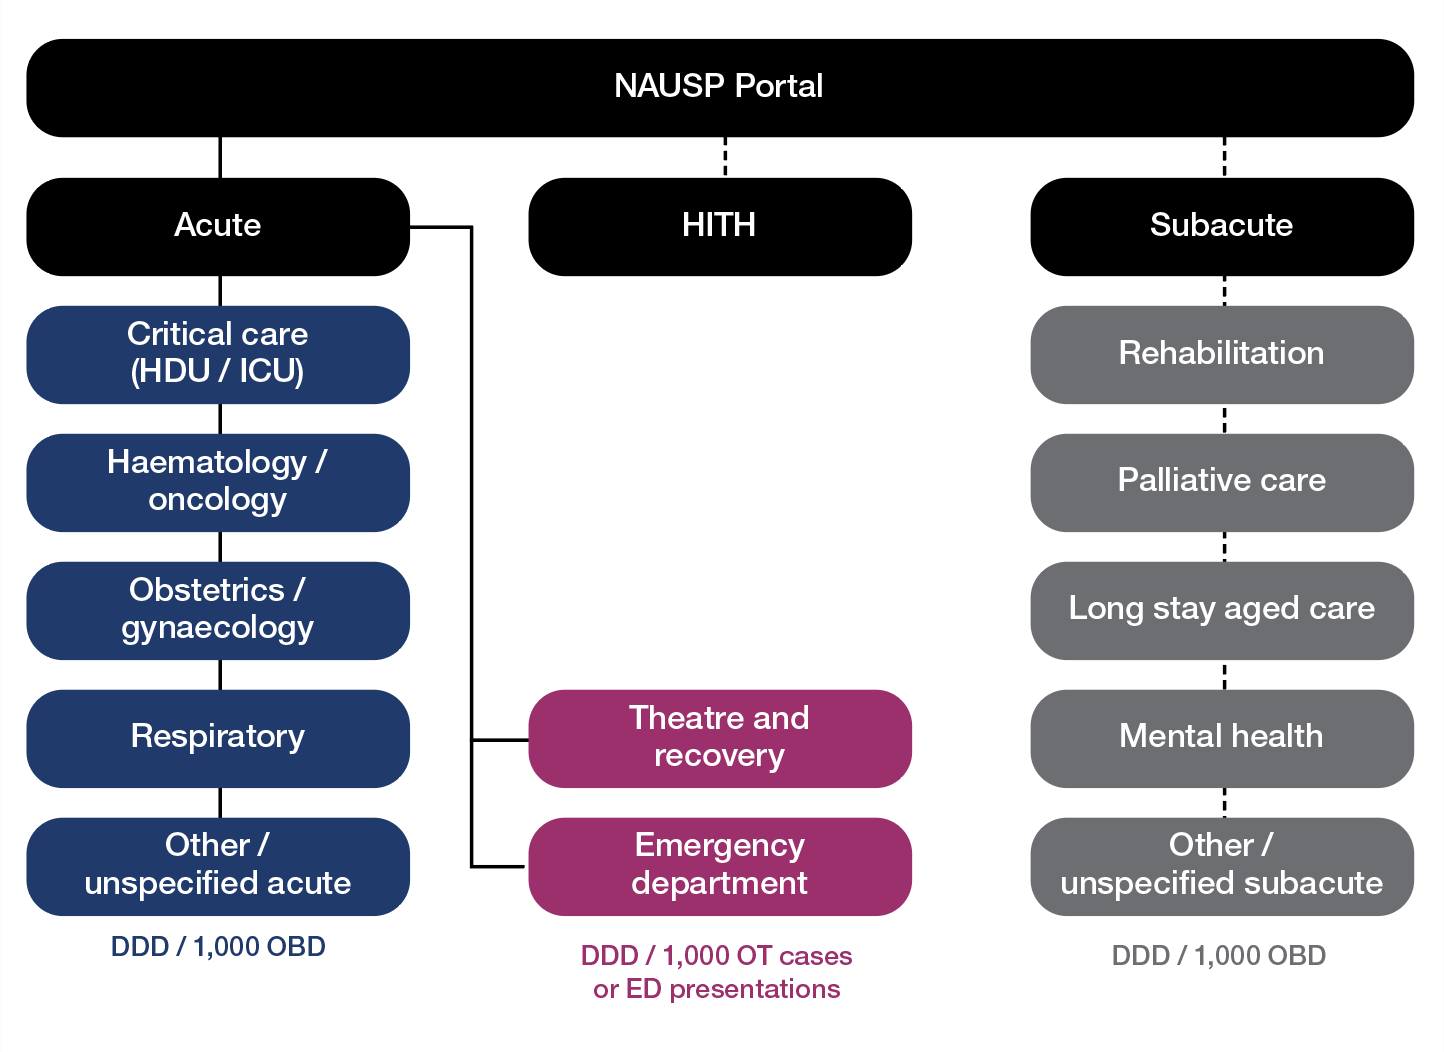 NAUSP Portal
Acute
HITH
Subacute
Critical care
(HDU / ICU)
Haematology /
oncology
Obstetrics /
gynaecology
Respiratory
Other /
unspecified acute
DDD / 1,000 OBD
Theatre and
recovery
Emergency
department
DDD / 1,000 OT cases
or ED presentations
Rehabilitation
Palliative care
Long stay aged care
Mental health
Other /
unspecified subacute
DDD / 1,000 OBD